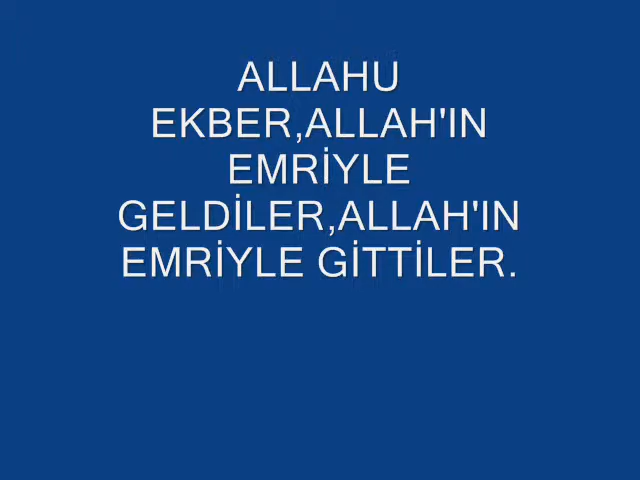 ALLAHU
EKBER,ALLAH'IN
EMRİYLE
GELDİLER,ALLAH'IN
EMRİYLE GİTTİLER.